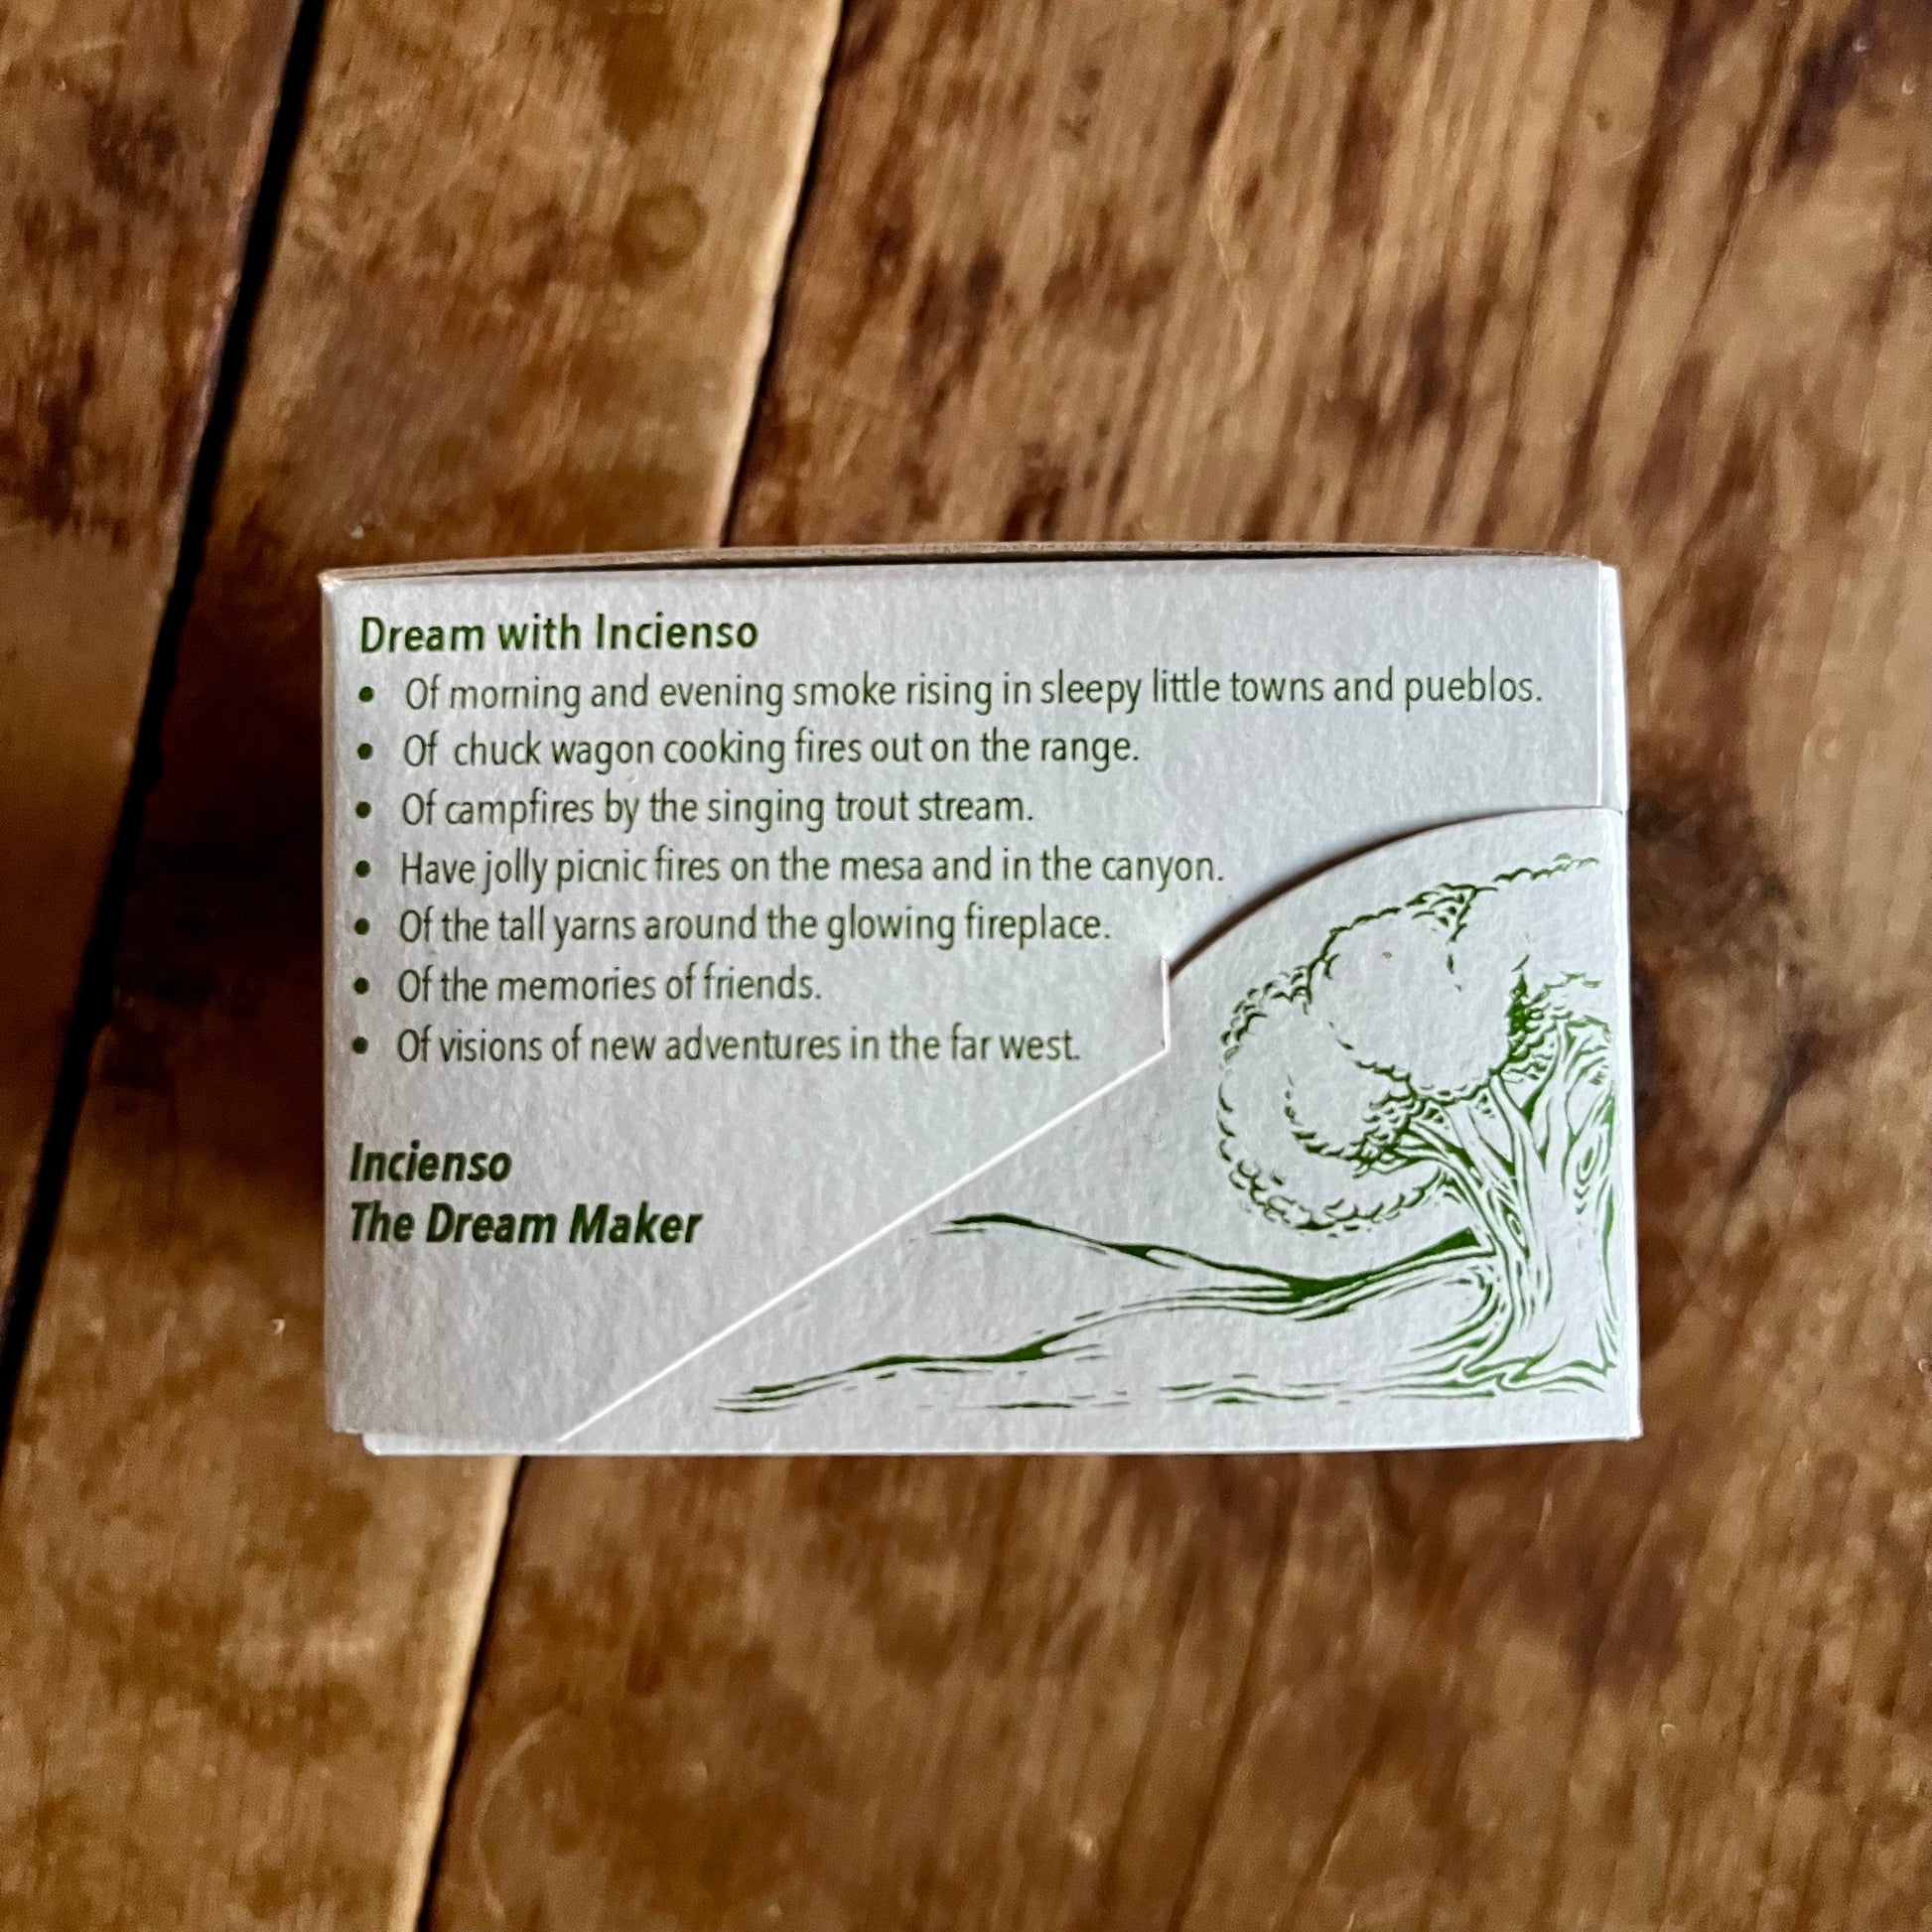 Dream with Incienso
• Of morning and evening smoke rising in sleepy little towns and pueblos.
• Of chuck wagon cooking fires out on the range.
• Of campfires by the singing trout stream.
• Have jolly picnic fires on the mesa and in the canyon.
• Of the tall yarns around the glowing fireplace.
• Of the memories of friends.
• Of visions of new adventures in the far west.
Incienso
The Dream Maker